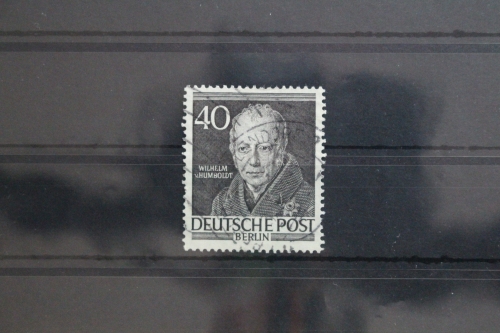 40
WILHELM
v. HUMBOLDT
DEUTSCHE POST
BERLIN